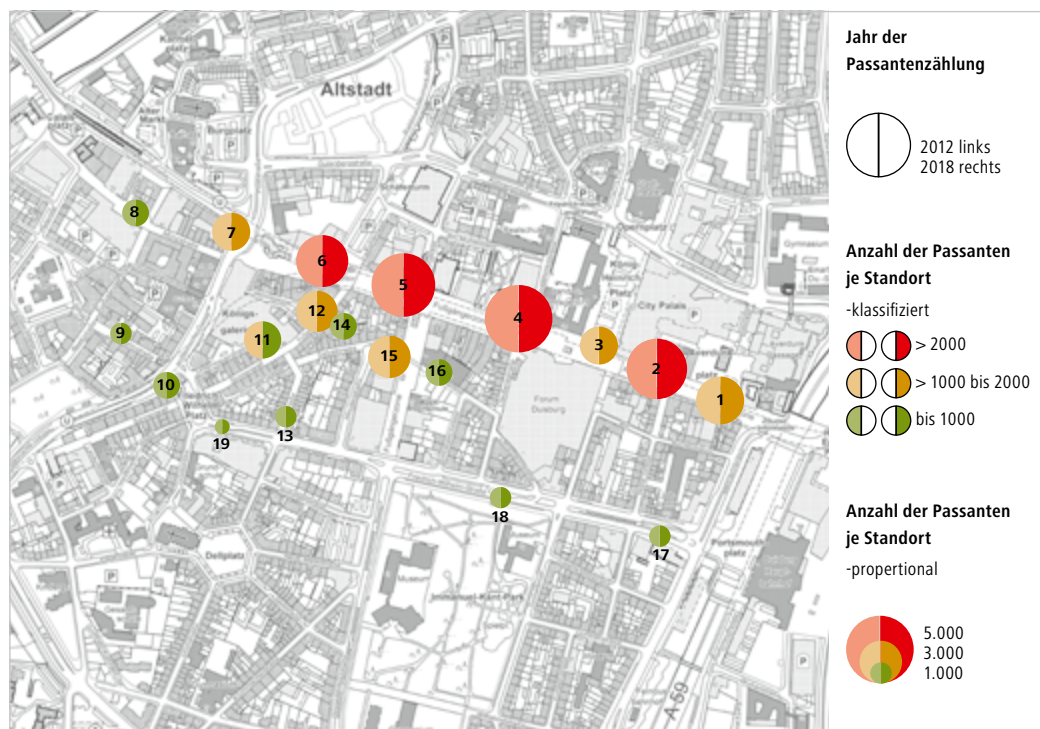 Altstadt
Alter
Markt
Burgplatz
City Palais
Königs-
galerie
Forum
Duisburg
Dellplatz
Museum
Immanuel-Kant-Park
Portsmouth
platz
A 59
8
7
6
5
4
3
2
1
12
14
11
15
16
9
10
13
19
18
17
Jahr der
Passantenzählung
2012 links
2018 rechts
Anzahl der Passanten
je Standort
-klassifiziert
> 2000
> 1000 bis 2000
bis 1000
Anzahl der Passanten
je Standort
-propertional
5.000
3.000
1.000